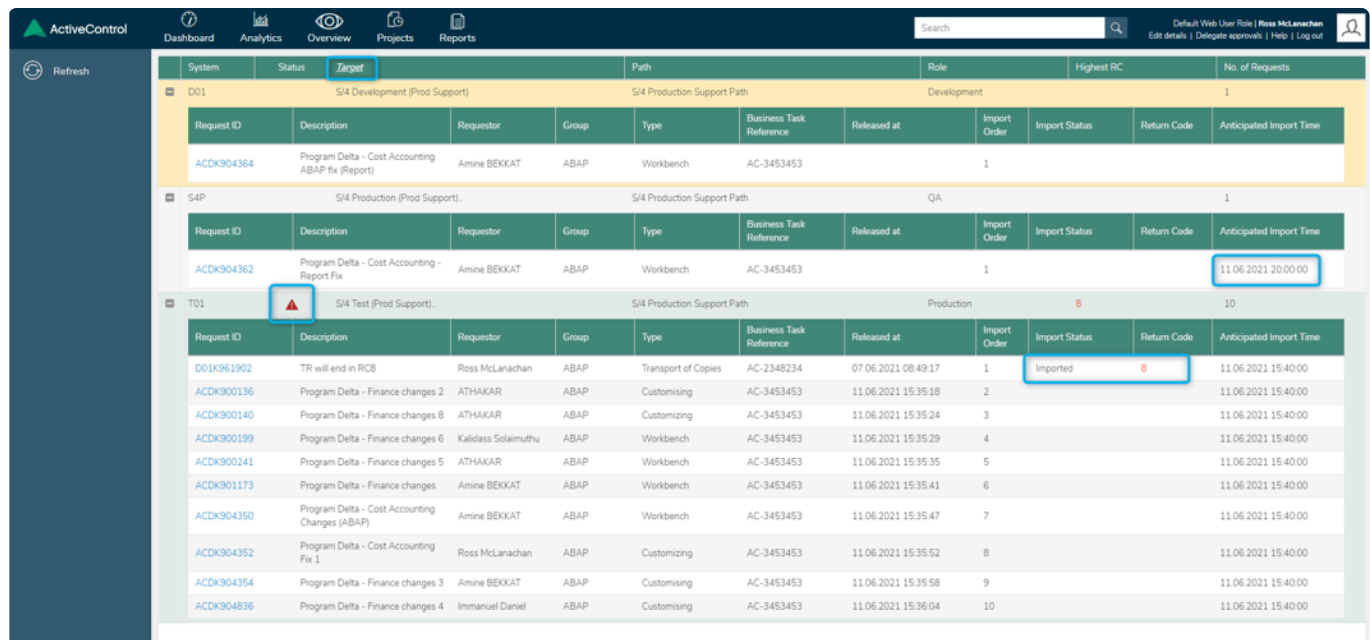 ActiveControl
Dashboard Analytics Overview Projects Reports
Search
Default Web User Role | Ross McLanachan
Edit details | Delegate approvals | Help | Log out
Refresh
System Status Target Path Role Highest RC No. of Requests
D01 S/4 Development (Prod Support) S/4 Production Support Path Development 1
Request ID Description Requestor Group Type Business Task Reference Released at Import Order Import Status Return Code Anticipated Import Time
ACDK904364 Program Delta - Cost Accounting ABAP fix (Report) Amine BEKKAT ABAP Workbench AC-3453453 1
S4P S/4 Production (Prod Support).. S/4 Production Support Path QA 1
Request ID Description Requestor Group Type Business Task Reference Released at Import Order Import Status Return Code Anticipated Import Time
ACDK904362 Program Delta - Cost Accounting - Report Fix Amine BEKKAT ABAP Workbench AC-3453453 1 11.06.2021 20:00:00
T01 S/4 Test (Prod Support).. S/4 Production Support Path Production 8 10
Request ID Description Requestor Group Type Business Task Reference Released at Import Order Import Status Return Code Anticipated Import Time
D01K961902 TR will end in RC8 Ross McLanachan ABAP Transport of Copies AC-2348234 07.06.2021 08:49:17 1 Imported 8 11.06.2021 15:40:00
ACDK900136 Program Delta - Finance changes 2 ATHAKAR ABAP Customising AC-3453453 11.06.2021 15:35:18 2 11.06.2021 15:40:00
ACDK900140 Program Delta - Finance changes 8 ATHAKAR ABAP Customizing AC-3453453 11.06.2021 15:35:24 3 11.06.2021 15:40:00
ACDK900199 Program Delta - Finance changes 6 Kalidass Solaimuthu ABAP Workbench AC-3453453 11.06.2021 15:35:29 4 11.06.2021 15:40:00
ACDK900241 Program Delta - Finance changes 5 ATHAKAR ABAP Workbench AC-3453453 11.06.2021 15:35:35 5 11.06.2021 15:40:00
ACDK901173 Program Delta - Finance changes Amine BEKKAT ABAP Workbench AC-3453453 11.06.2021 15:35:41 6 11.06.2021 15:40:00
ACDK904350 Program Delta - Cost Accounting Changes (ABAP) Amine BEKKAT ABAP Workbench AC-3453453 11.06.2021 15:35:47 7 11.06.2021 15:40:00
ACDK904352 Program Delta - Cost Accounting Fix 1 Ross McLanachan ABAP Customizing AC-3453453 11.06.2021 15:35:52 8 11.06.2021 15:40:00
ACDK904354 Program Delta - Finance changes 3 Amine BEKKAT ABAP Customising AC-3453453 11.06.2021 15:35:58 9 11.06.2021 15:40:00
ACDK904836 Program Delta - Finance changes 4 Immanuel Daniel ABAP Customising AC-3453453 11.06.2021 15:36:04 10 11.06.2021 15:40:00